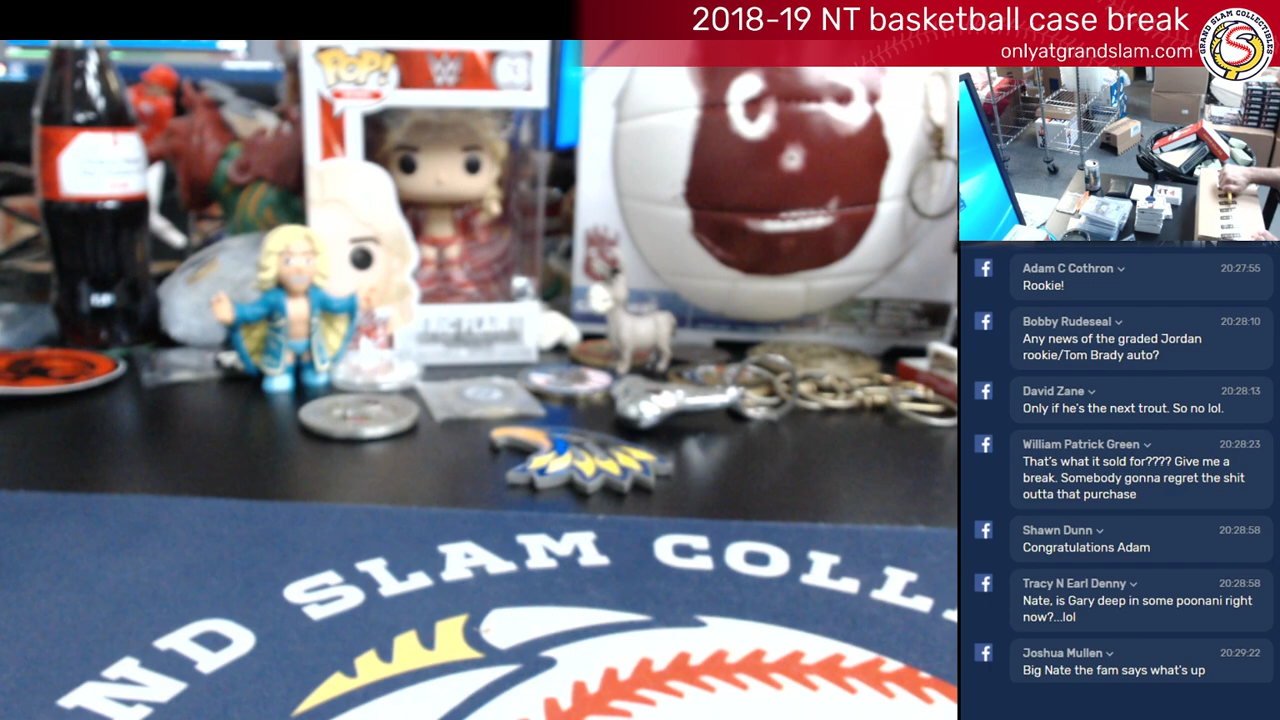 2018-19 NT basketball case break
onlyatgrandslam.com
GRAND SLAM COLLECTIBLES
POP!
W
63
Adam C Cothron
20:27:55
Rookie!
Bobby Rudeseal
20:28:10
Any news of the graded Jordan
rookie/Tom Brady auto?
David Zane
20:28:13
Only if he's the next trout. So no lol.
William Patrick Green
20:28:23
That's what it sold for???? Give me a
break. Somebody gonna regret the shit
outta that purchase
Shawn Dunn
20:28:58
Congratulations Adam
Tracy N Earl Denny
20:28:58
Nate, is Gary deep in some poonani right
now?...lol
Joshua Mullen
20:29:22
Big Nate the fam says what's up
ND SLAM COLL